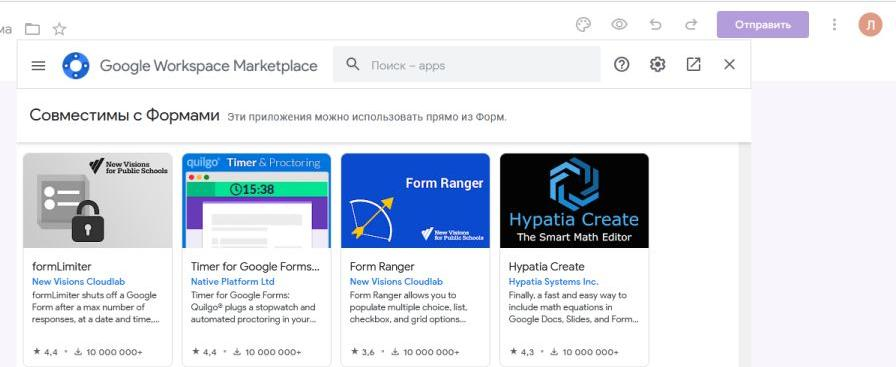 ма
Отправить
Л
Google Workspace Marketplace
Поиск – apps
Совместимы с Формами Эти приложения можно использовать прямо из Форм.
New Visions
for Public Schools
quilgo® Timer & Proctoring
15:38
Form Ranger
New Visions
for Public Schools
Hypatia Create
The Smart Math Editor
formLimiter
New Visions Cloudlab
formLimiter shuts off a Google
Form after a max number of
responses, at a date and time,...
4,4 • 10 000 000+
Timer for Google Forms...
Native Platform Ltd
Timer for Google Forms:
Quilgo® plugs a stopwatch and
automated proctoring in your...
4,4 • 10 000 000+
Form Ranger
New Visions Cloudlab
Form Ranger allows you to
populate multiple choice, list,
checkbox, and grid options...
3,6 • 10 000 000+
Hypatia Create
Hypatia Systems Inc.
Finally, a fast and easy way to
include math equations in
Google Docs, Slides, and Form...
4,3 • 10 000 000+